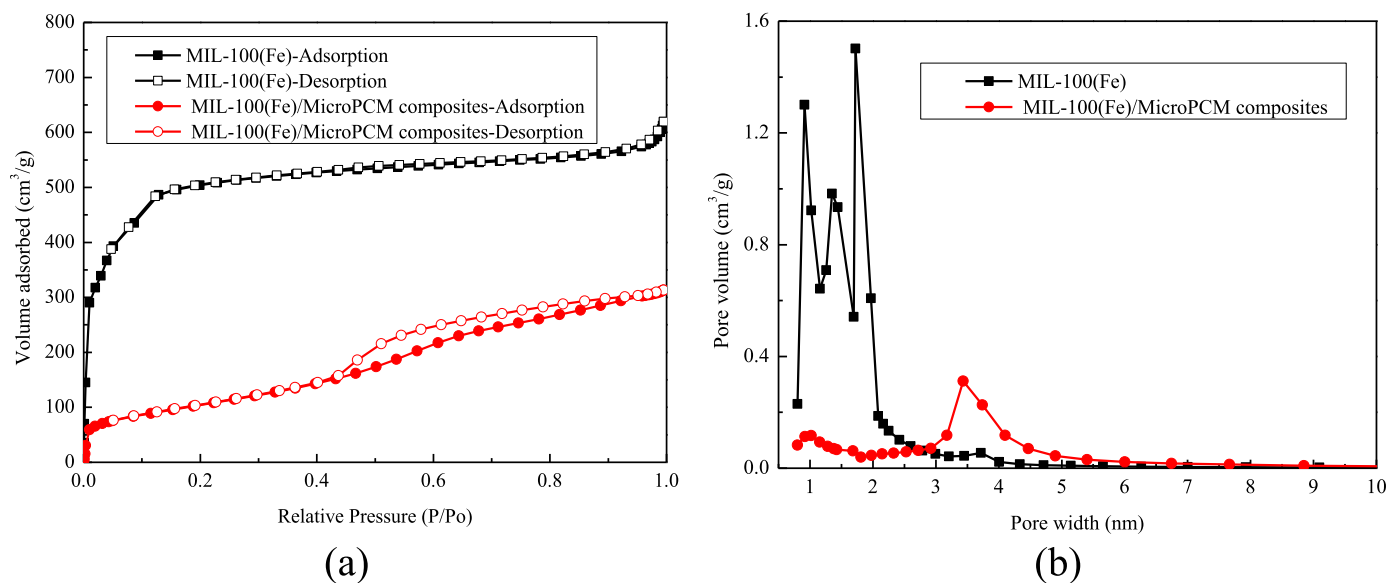 800
700
600
500
400
300
200
100
0
Volume adsorbed (cm³/g)
MIL-100(Fe)-Adsorption
MIL-100(Fe)-Desorption
MIL-100(Fe)/MicroPCM composites-Adsorption
MIL-100(Fe)/MicroPCM composites-Desorption
0.0 0.2 0.4 0.6 0.8 1.0
Relative Pressure (P/Po)
(a)
1.6
1.2
0.8
0.4
0.0
Pore volume (cm³/g)
MIL-100(Fe)
MIL-100(Fe)/MicroPCM composites
1 2 3 4 5 6 7 8 9 10
Pore width (nm)
(b)